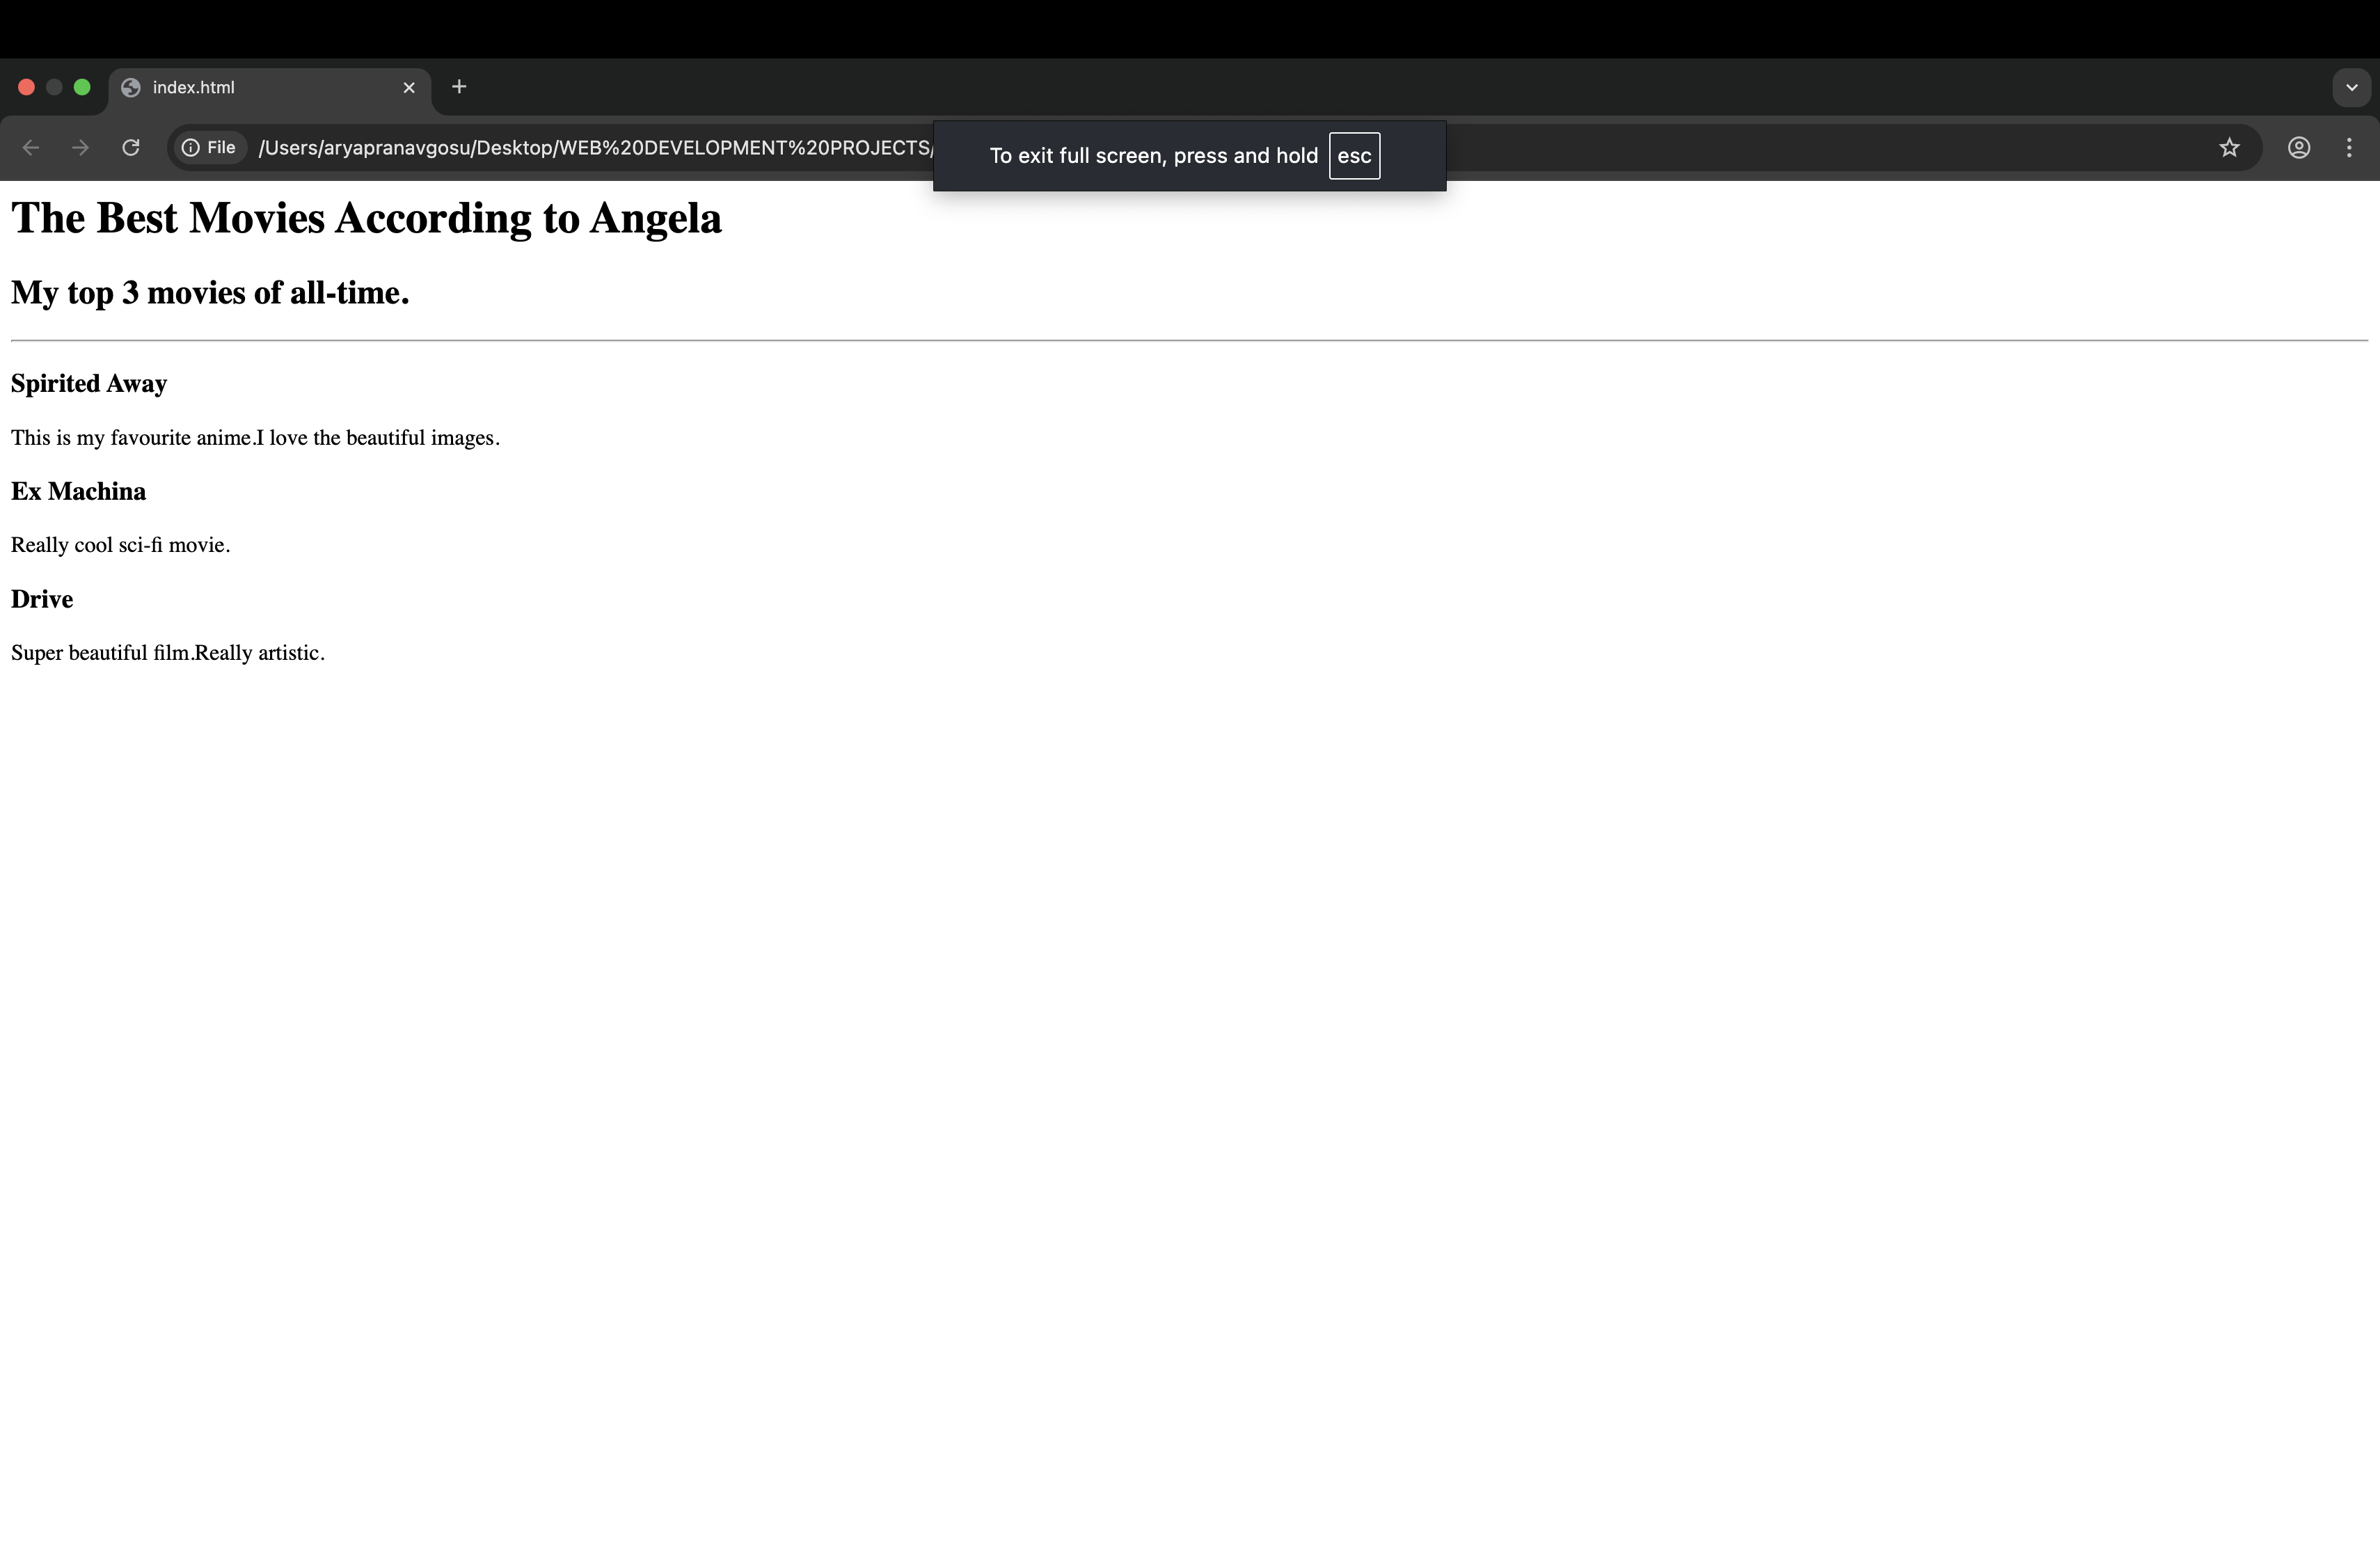 index.html
File
/Users/aryapranavgosu/Desktop/WEB%20DEVELOPMENT%20PROJECTS/
To exit full screen, press and hold esc
The Best Movies According to Angela
My top 3 movies of all-time.
Spirited Away
This is my favourite anime.I love the beautiful images.
Ex Machina
Really cool sci-fi movie.
Drive
Super beautiful film.Really artistic.